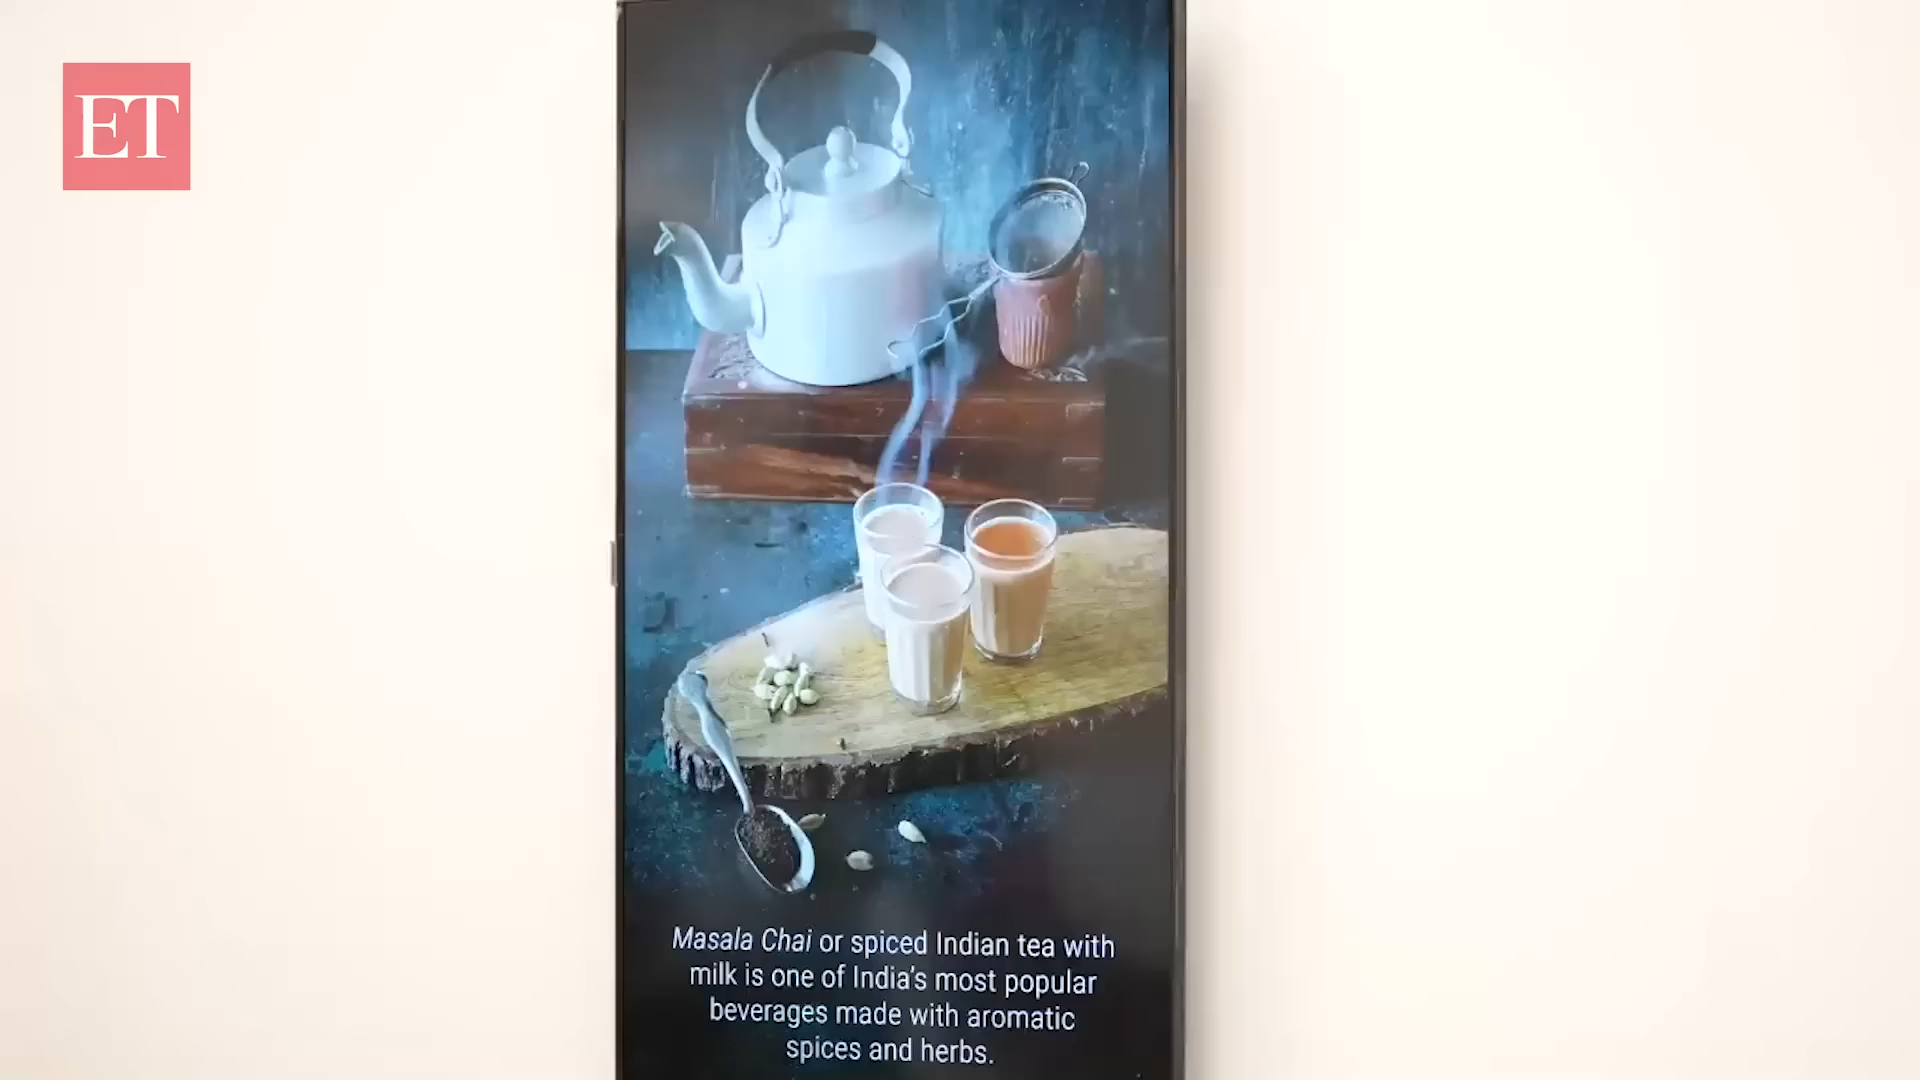 ET
Masala Chai or spiced Indian tea with
milk is one of India's most popular
beverages made with aromatic
spices and herbs.